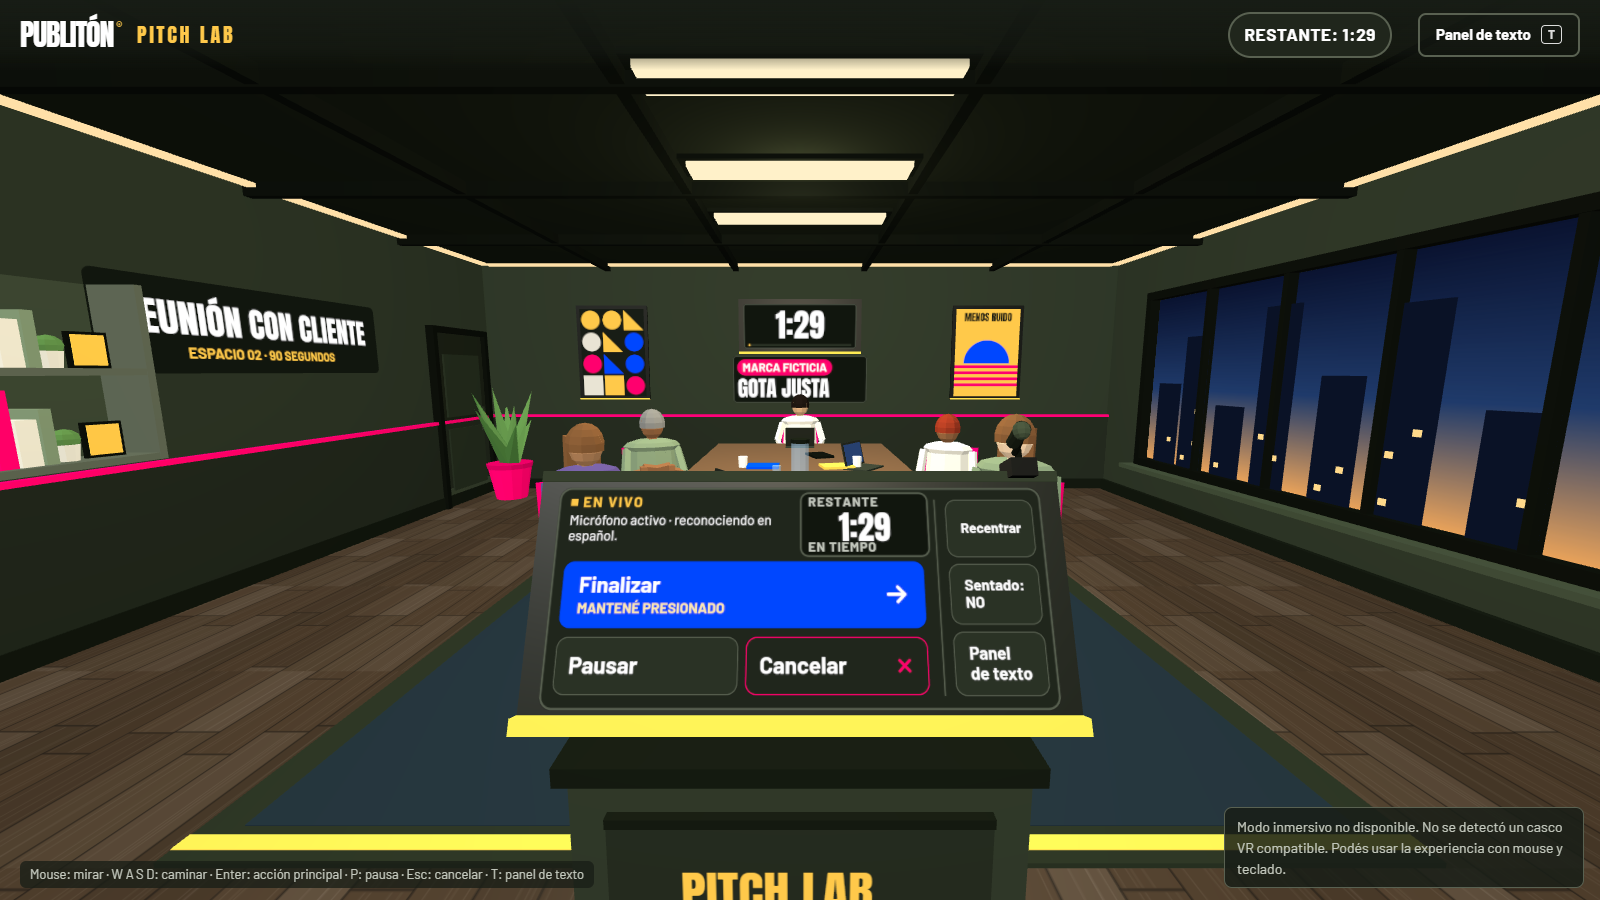 PUBLITÓN
PITCH LAB
RESTANTE: 1:29
Panel de texto T
EUNIÓN CON CLIENTE
ESPACIO 02 · 90 SEGUNDOS
1:29
MARCA FICTICIA
GOTA JUSTA
MENOS RUIDO
EN VIVO
Micrófono activo · reconociendo en
español.
RESTANTE
1:29
EN TIEMPO
Recentrar
Finalizar
MANTENÉ PRESIONADO
Sentado:
NO
Pausar
Cancelar
Panel
de texto
PITCH LAB
Mouse: mirar · W A S D: caminar · Enter: acción principal · P: pausa · Esc: cancelar · T: panel de texto
Modo inmersivo no disponible. No se detectó un casco
VR compatible. Podés usar la experiencia con mouse y
teclado.